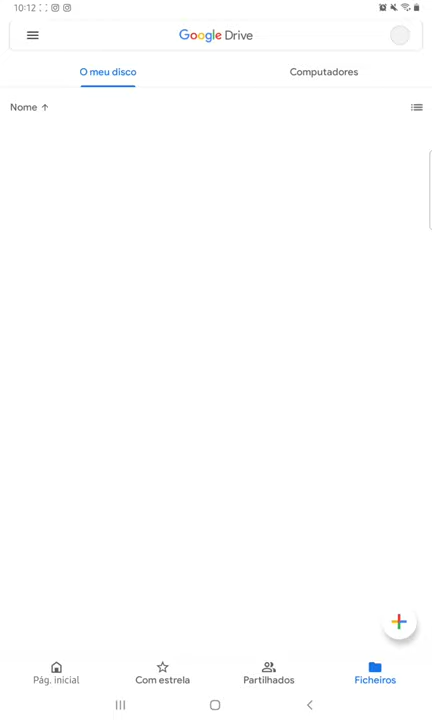 10:12
Google Drive
O meu disco
Computadores
Nome ↑
Pág. inicial
Com estrela
Partilhados
Ficheiros